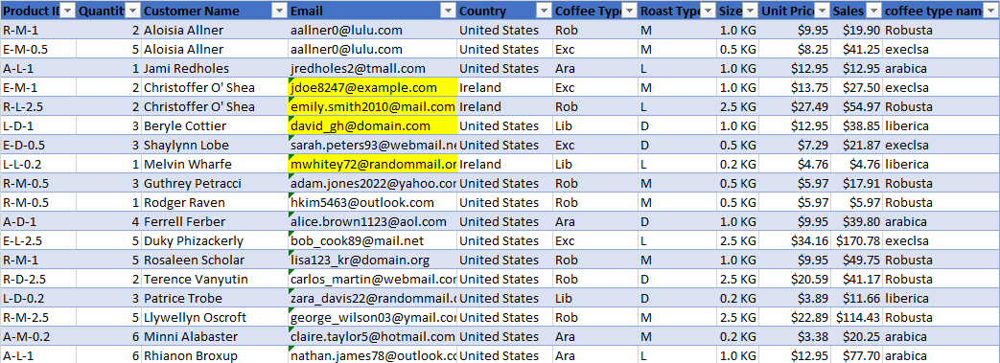 Product ID Quantit Customer Name Email Country Coffee Typ Roast Type Size Unit Pric Sales coffee type nam
R-M-1 2 Aloisia Allner aallner0@lulu.com United States Rob M 1.0 KG $9.95 $19.90 Robusta
E-M-0.5 5 Aloisia Allner aallner0@lulu.com United States Exc M 0.5 KG $8.25 $41.25 execlsa
A-L-1 1 Jami Redholes jredholes2@tmall.com United States Ara L 1.0 KG $12.95 $12.95 arabica
E-M-1 2 Christoffer O' Shea jdoe8247@example.com Ireland Exc M 1.0 KG $13.75 $27.50 execlsa
R-L-2.5 2 Christoffer O' Shea emily.smith2010@mail.com Ireland Rob L 2.5 KG $27.49 $54.97 Robusta
L-D-1 3 Beryle Cottier david_gh@domain.com United States Lib D 1.0 KG $12.95 $38.85 liberica
E-D-0.5 3 Shaylynn Lobe sarah.peters93@webmail.ne United States Exc D 0.5 KG $7.29 $21.87 execlsa
L-L-0.2 1 Melvin Wharfe mwhitey72@randommail.or Ireland Lib L 0.2 KG $4.76 $4.76 liberica
R-M-0.5 3 Guthrey Petracci adam.jones2022@yahoo.co United States Rob M 0.5 KG $5.97 $17.91 Robusta
R-M-0.5 1 Rodger Raven hkim5463@outlook.com United States Rob M 0.5 KG $5.97 $5.97 Robusta
A-D-1 4 Ferrell Ferber alice.brown1123@aol.com United States Ara D 1.0 KG $9.95 $39.80 arabica
E-L-2.5 5 Duky Phizackerly bob_cook89@mail.net United States Exc L 2.5 KG $34.16 $170.78 execlsa
R-M-1 5 Rosaleen Scholar lisa123_kr@domain.org United States Rob M 1.0 KG $9.95 $49.75 Robusta
R-D-2.5 2 Terence Vanyutin carlos_martin@webmail.con United States Rob D 2.5 KG $20.59 $41.17 Robusta
L-D-0.2 3 Patrice Trobe zara_davis22@randommail. United States Lib D 0.2 KG $3.89 $11.66 liberica
R-M-2.5 5 Llywellyn Oscroft george_wilson03@ymail.co United States Rob M 2.5 KG $22.89 $114.43 Robusta
A-M-0.2 6 Minni Alabaster claire.taylor5@hotmail.com United States Ara M 0.2 KG $3.38 $20.25 arabica
A-L-1 6 Rhianon Broxup nathan.james78@outlook.c United States Ara L 1.0 KG $12.95 $77.70 arabica